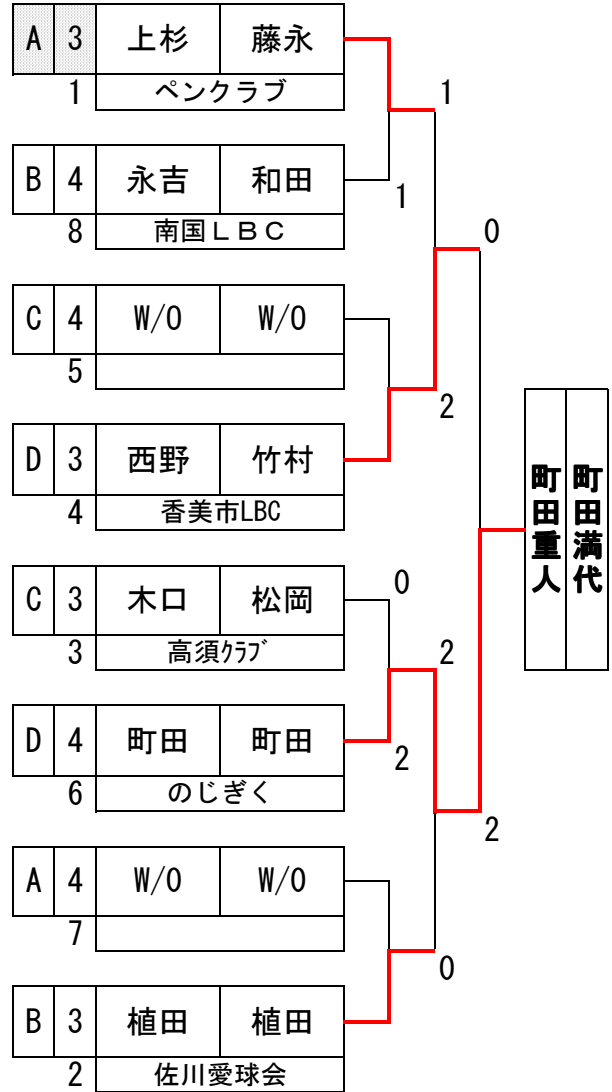 A 3 上杉 藤永
1 ペンクラブ
1
B 4 永吉 和田
1
8 南国ＬＢＣ
0
C 4 W/O W/O
5
2
D 3 西野 竹村
4 香美市LBC
町田重人 町田満代
C 3 木口 松岡
0
3 高須ｸﾗﾌﾞ
2
D 4 町田 町田
2
6 のじぎく
2
A 4 W/O W/O
7
0
B 3 植田 植田
2 佐川愛球会